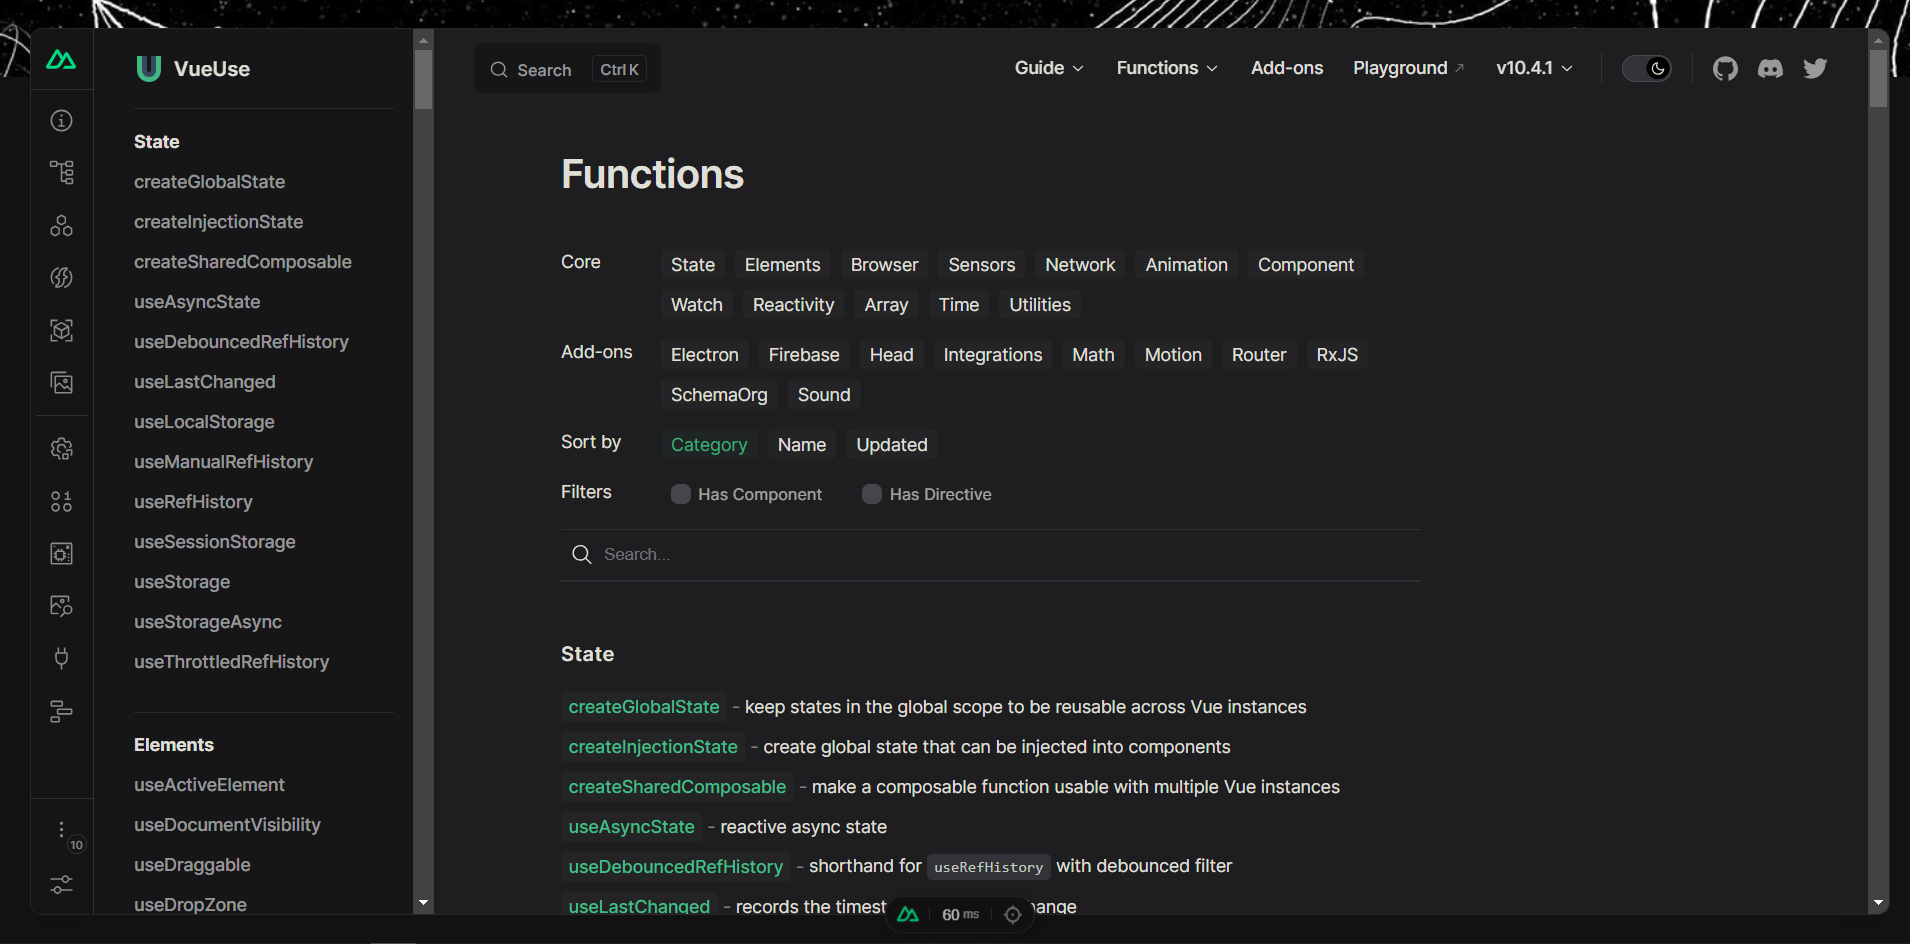 VueUse
State
createGlobalState
createInjectionState
createSharedComposable
useAsyncState
useDebouncedRefHistory
useLastChanged
useLocalStorage
useManualRefHistory
useRefHistory
useSessionStorage
useStorage
useStorageAsync
useThrottledRefHistory
Elements
useActiveElement
useDocumentVisibility
useDraggable
useDropZone
10
Search Ctrl K
Guide Functions Add-ons Playground v10.4.1
Functions
Core State Elements Browser Sensors Network Animation Component
Watch Reactivity Array Time Utilities
Add-ons Electron Firebase Head Integrations Math Motion Router RxJS
SchemaOrg Sound
Sort by Category Name Updated
Filters Has Component Has Directive
Search...
State
createGlobalState - keep states in the global scope to be reusable across Vue instances
createInjectionState - create global state that can be injected into components
createSharedComposable - make a composable function usable with multiple Vue instances
useAsyncState - reactive async state
useDebouncedRefHistory - shorthand for useRefHistory with debounced filter
useLastChanged - records the timest ange
60 ms